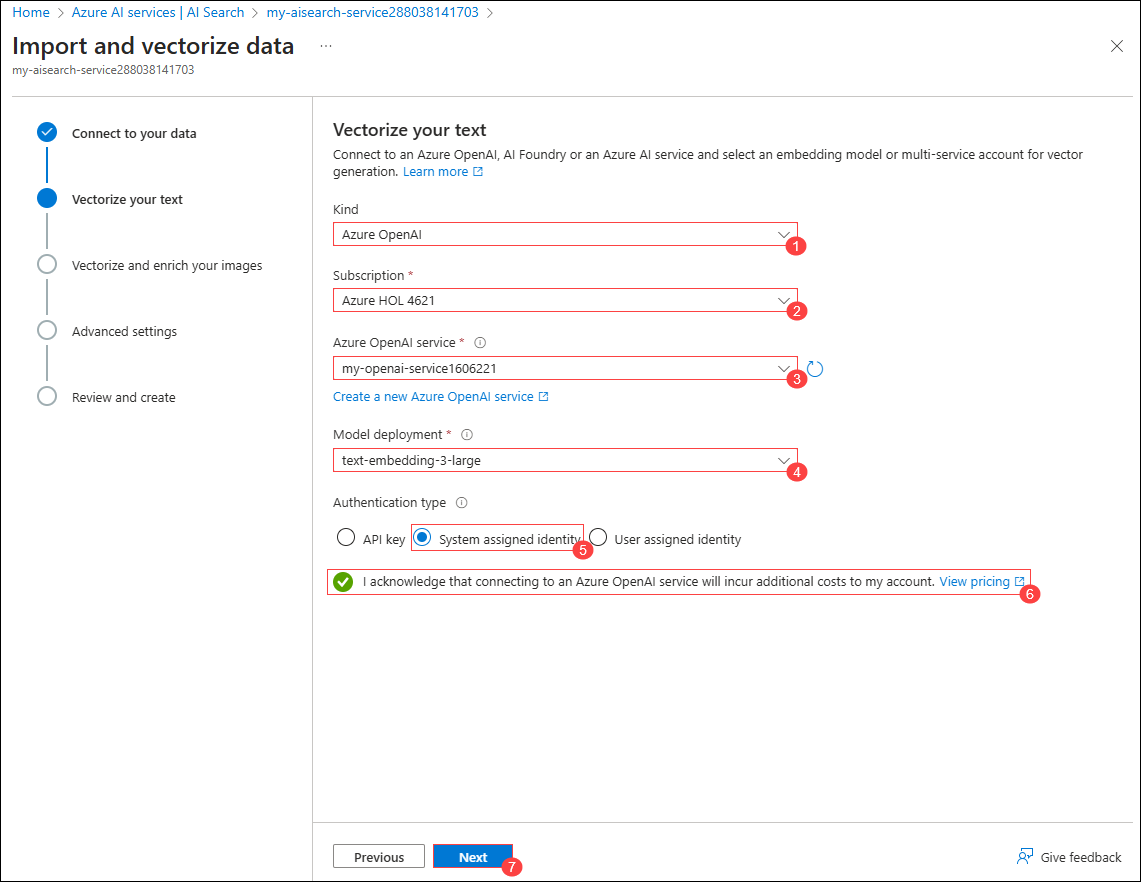 Home > Azure AI services | AI Search > my-aisearch-service288038141703 >
Import and vectorize data ...
my-aisearch-service288038141703
Connect to your data
Vectorize your text
Vectorize and enrich your images
Advanced settings
Review and create
Vectorize your text
Connect to an Azure OpenAI, AI Foundry or an Azure AI service and select an embedding model or multi-service account for vector
generation. Learn more
Kind
Azure OpenAI
1
Subscription *
Azure HOL 4621
2
Azure OpenAI service *
my-openai-service1606221
3
Create a new Azure OpenAI service
Model deployment *
text-embedding-3-large
4
Authentication type
API key System assigned identity User assigned identity
5
I acknowledge that connecting to an Azure OpenAI service will incur additional costs to my account. View pricing
6
Previous Next Give feedback
7